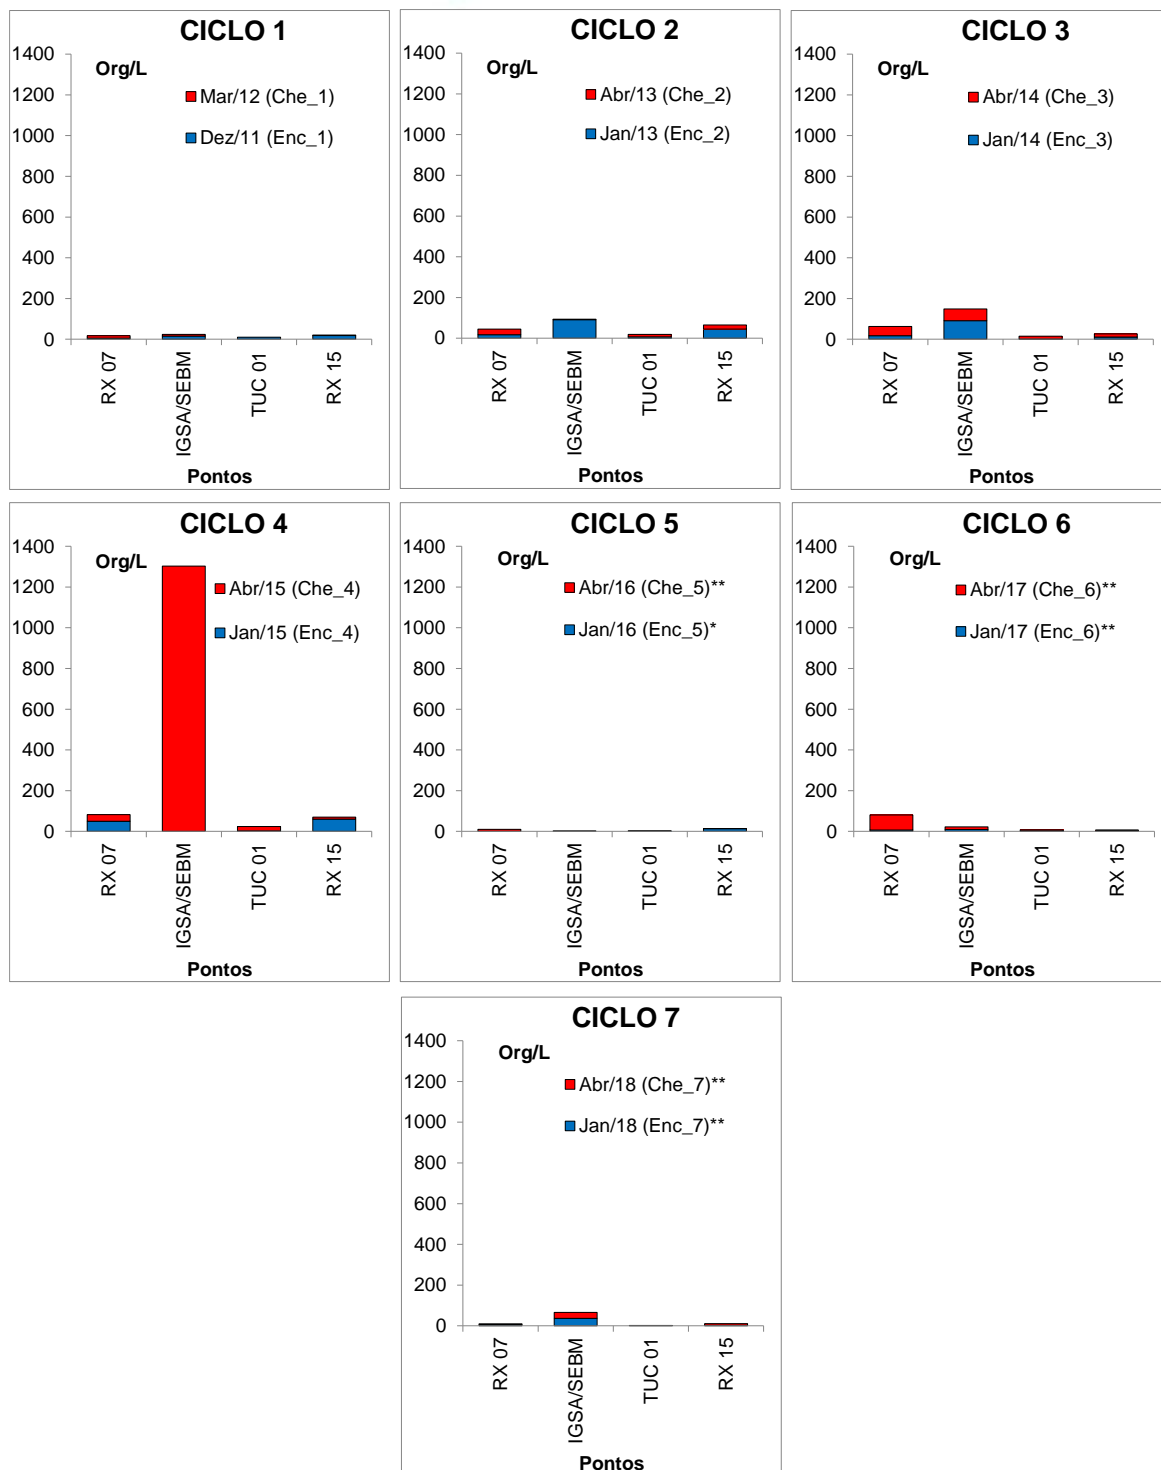 CICLO 1
Org/L
1400
1200
1000
800
600
400
200
0
Mar/12 (Che_1)
Dez/11 (Enc_1)
RX 07
IGSA/SEBM
TUC 01
RX 15
Pontos
CICLO 2
Org/L
1400
1200
1000
800
600
400
200
0
Abr/13 (Che_2)
Jan/13 (Enc_2)
RX 07
IGSA/SEBM
TUC 01
RX 15
Pontos
CICLO 3
Org/L
1400
1200
1000
800
600
400
200
0
Abr/14 (Che_3)
Jan/14 (Enc_3)
RX 07
IGSA/SEBM
TUC 01
RX 15
Pontos
CICLO 4
Org/L
1400
1200
1000
800
600
400
200
0
Abr/15 (Che_4)
Jan/15 (Enc_4)
RX 07
IGSA/SEBM
TUC 01
RX 15
Pontos
CICLO 5
Org/L
1400
1200
1000
800
600
400
200
0
Abr/16 (Che_5)**
Jan/16 (Enc_5)*
RX 07
IGSA/SEBM
TUC 01
RX 15
Pontos
CICLO 6
Org/L
1400
1200
1000
800
600
400
200
0
Abr/17 (Che_6)**
Jan/17 (Enc_6)**
RX 07
IGSA/SEBM
TUC 01
RX 15
Pontos
CICLO 7
Org/L
1400
1200
1000
800
600
400
200
0
Abr/18 (Che_7)**
Jan/18 (Enc_7)**
RX 07
IGSA/SEBM
TUC 01
RX 15
Pontos